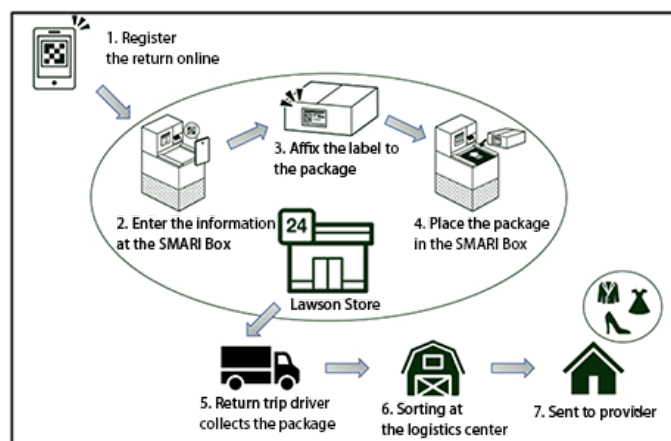 1. Register
the return online
2. Enter the information
at the SMARI Box
3. Affix the label to
the package
4. Place the package
in the SMARI Box
24
Lawson Store
5. Return trip driver
collects the package
6. Sorting at
the logistics center
7. Sent to provider